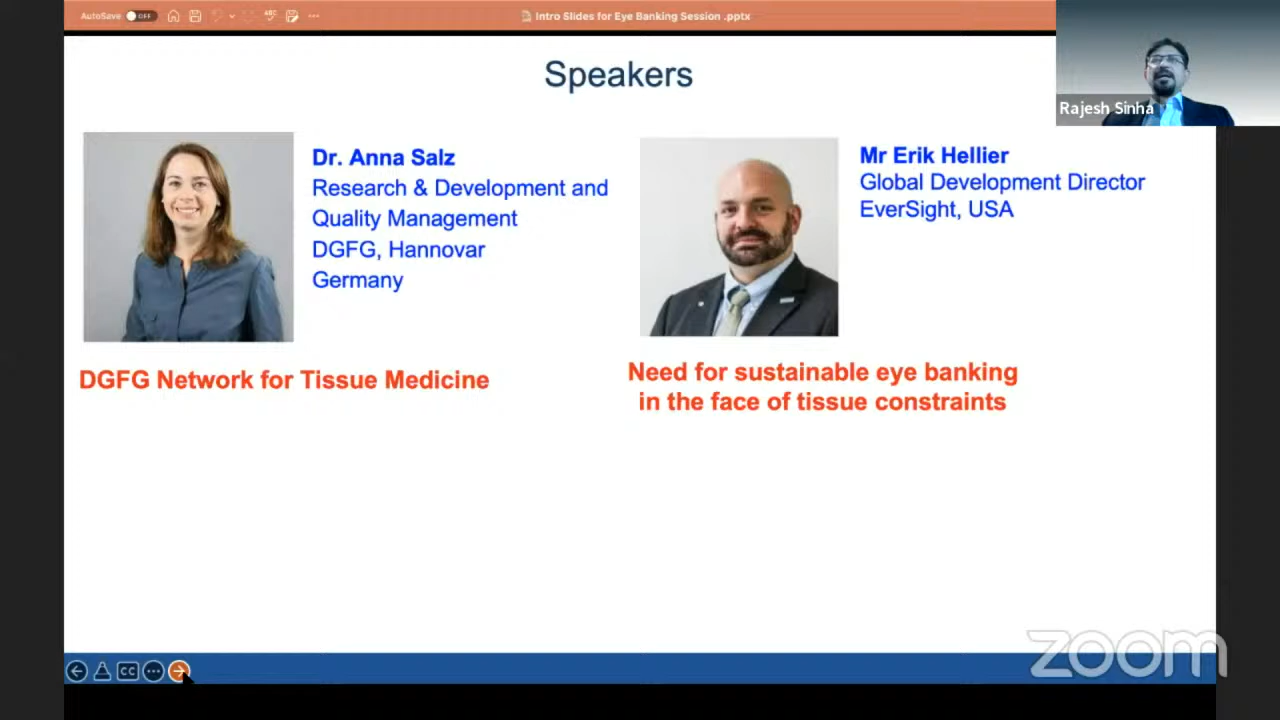 AutoSave OFF
ABC
Intro Slides for Eye Banking Session .pptx
Rajesh Sinha
Speakers
Dr. Anna Salz
Research & Development and
Quality Management
DGFG, Hannovar
Germany
Mr Erik Hellier
Global Development Director
EverSight, USA
DGFG Network for Tissue Medicine
Need for sustainable eye banking
in the face of tissue constraints
CC
zoom